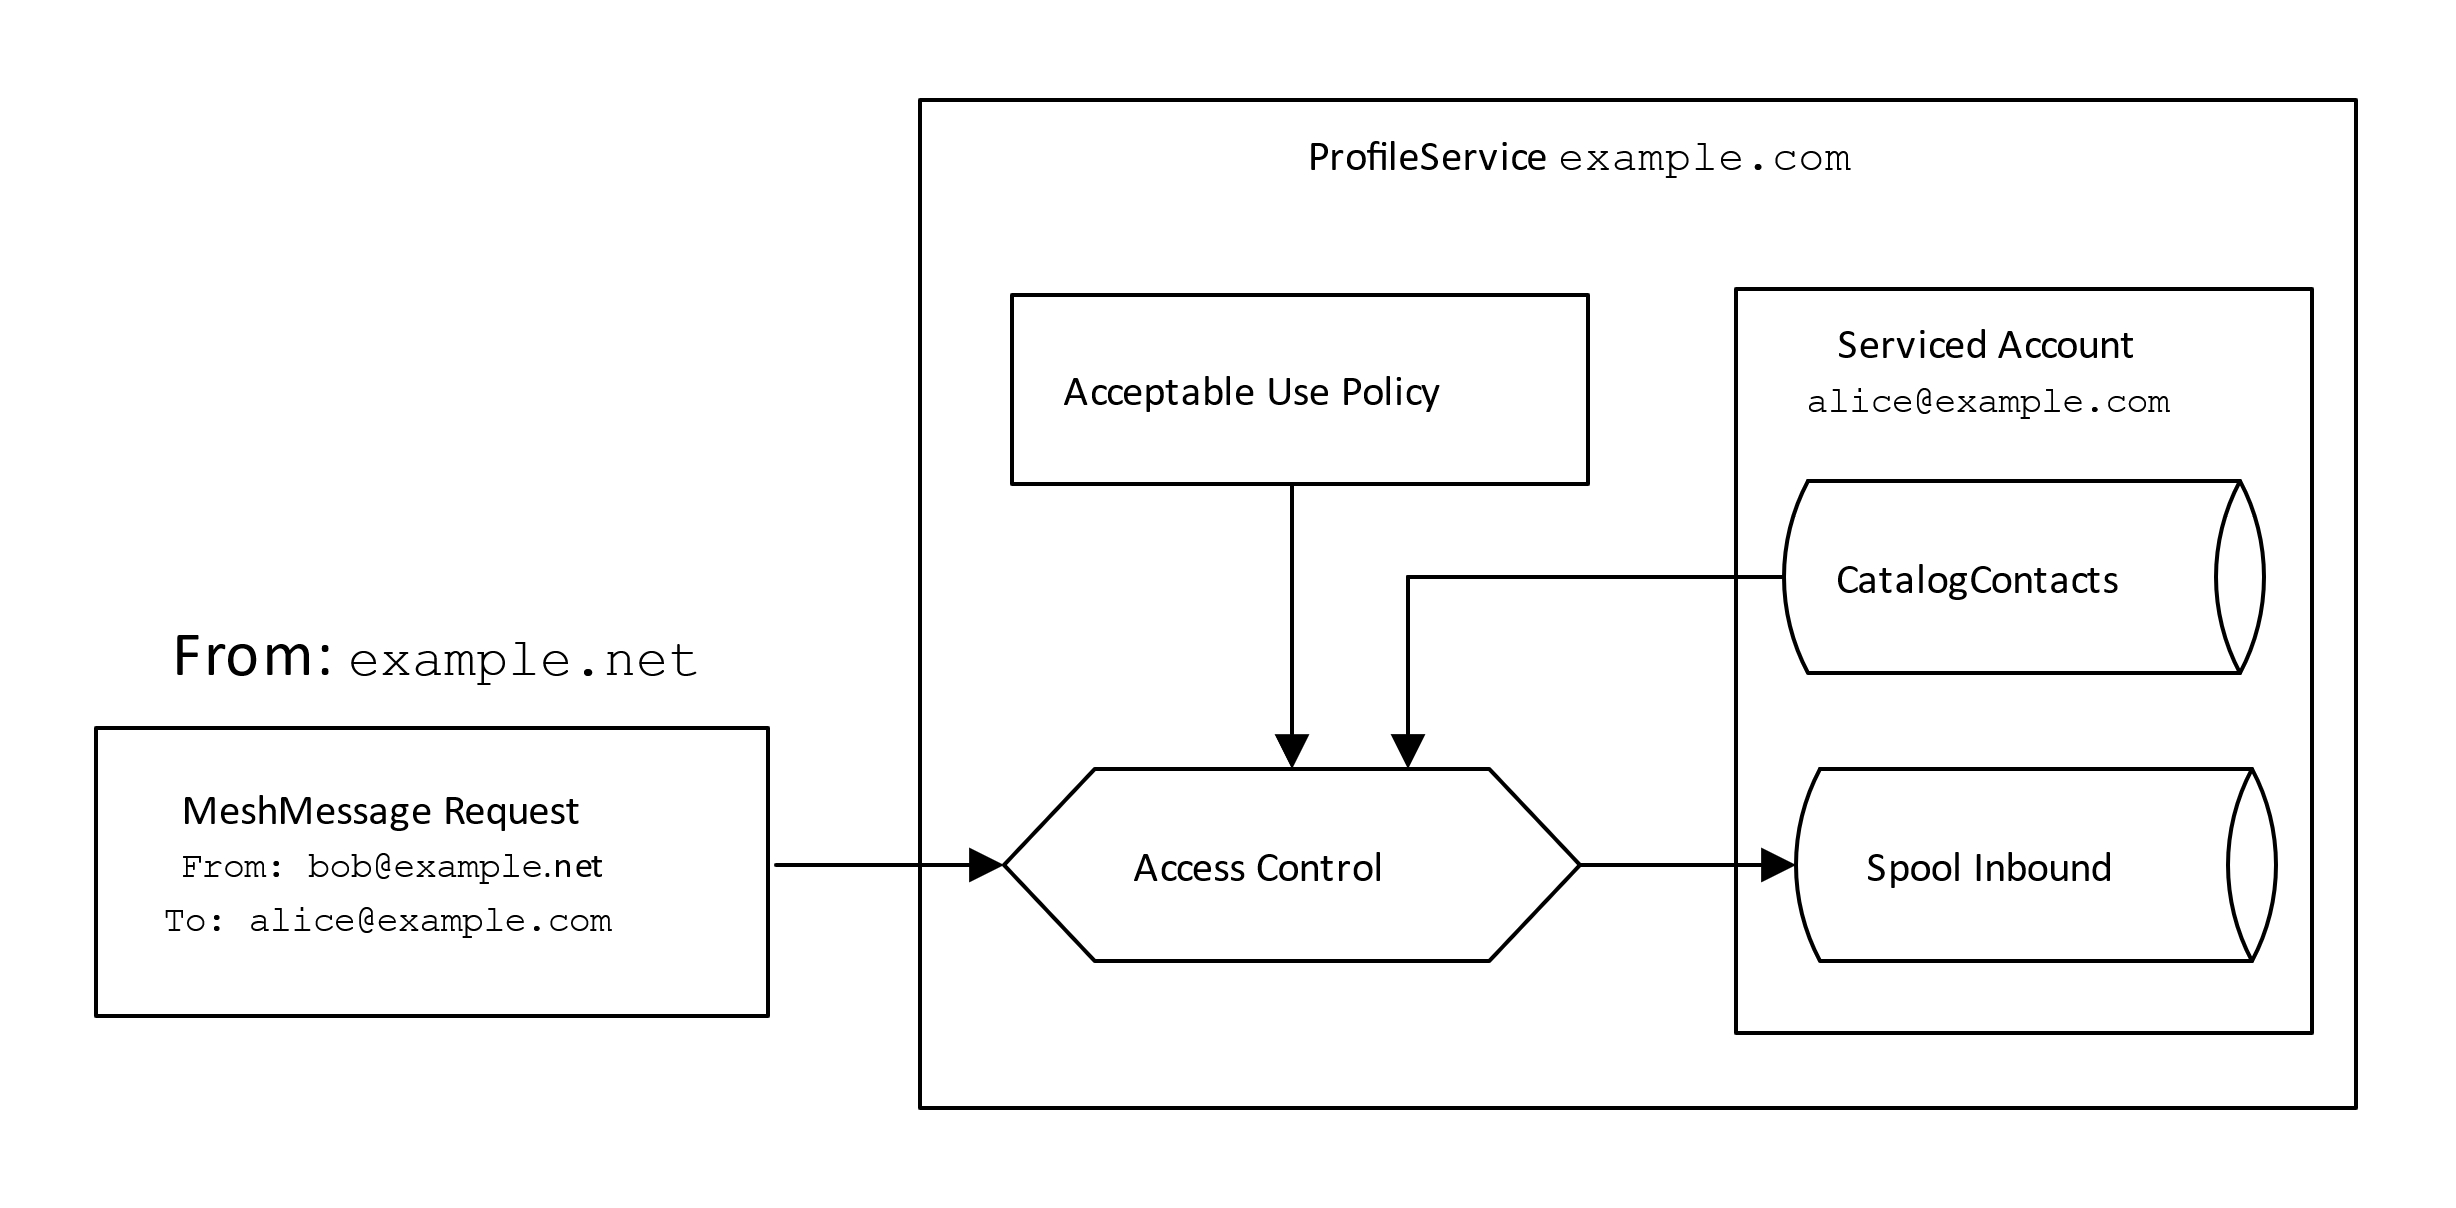 ProfileService example.com
Acceptable Use Policy
Serviced Account
alice@example.com
CatalogContacts
From: example.net
MeshMessage Request
From: bob@example.net
To: alice@example.com
Access Control
Spool Inbound